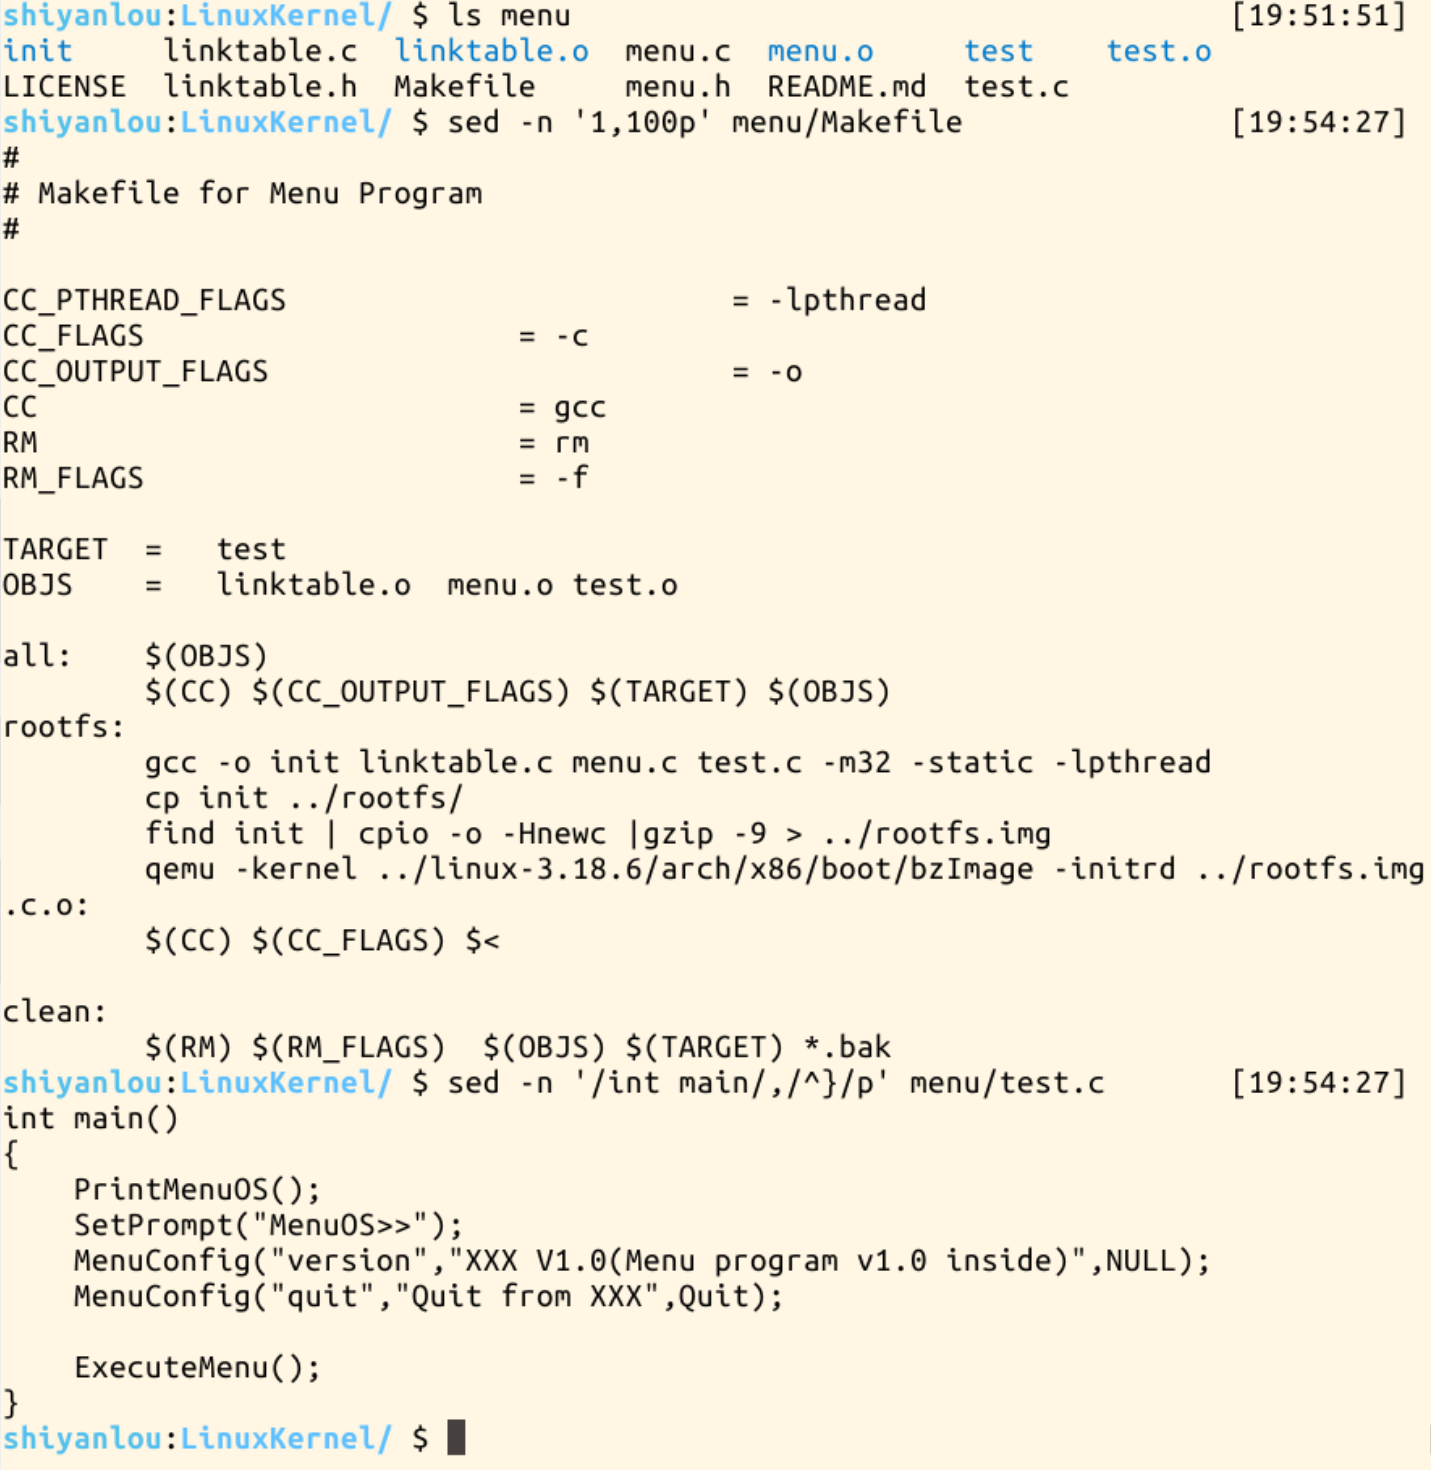 shiyanlou:LinuxKernel/ $ ls menu [19:51:51]
init linktable.c linktable.o menu.c menu.o test test.o
LICENSE linktable.h Makefile menu.h README.md test.c
shiyanlou:LinuxKernel/ $ sed -n '1,100p' menu/Makefile [19:54:27]
#
# Makefile for Menu Program
#
CC_PTHREAD_FLAGS = -lpthread
CC_FLAGS = -c
CC_OUTPUT_FLAGS = -o
CC = gcc
RM = rm
RM_FLAGS = -f
TARGET = test
OBJS = linktable.o menu.o test.o
all: $(OBJS)
$(CC) $(CC_OUTPUT_FLAGS) $(TARGET) $(OBJS)
rootfs:
gcc -o init linktable.c menu.c test.c -m32 -static -lpthread
cp init ../rootfs/
find init | cpio -o -Hnewc |gzip -9 > ../rootfs.img
qemu -kernel ../linux-3.18.6/arch/x86/boot/bzImage -initrd ../rootfs.img
.c.o:
$(CC) $(CC_FLAGS) $<
clean:
$(RM) $(RM_FLAGS) $(OBJS) $(TARGET) *.bak
shiyanlou:LinuxKernel/ $ sed -n '/int main/,/^}/p' menu/test.c [19:54:27]
int main()
{
PrintMenuOS();
SetPrompt("MenuOS>>");
MenuConfig("version","XXX V1.0(Menu program v1.0 inside)",NULL);
MenuConfig("quit","Quit from XXX",Quit);
ExecuteMenu();
}
shiyanlou:LinuxKernel/ $